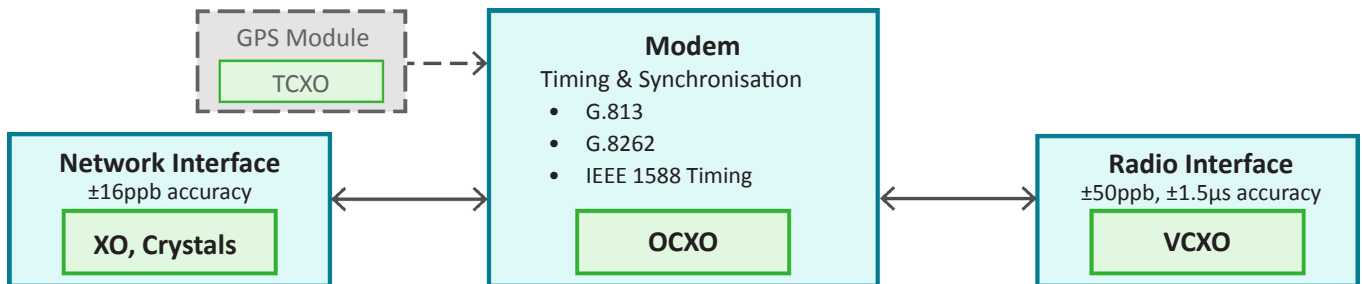 GPS Module
TCXO
Modem
Timing & Synchronisation
• G.813
• G.8262
• IEEE 1588 Timing
OCXO
Network Interface
±16ppb accuracy
XO, Crystals
Radio Interface
±50ppb, ±1.5µs accuracy
VCXO